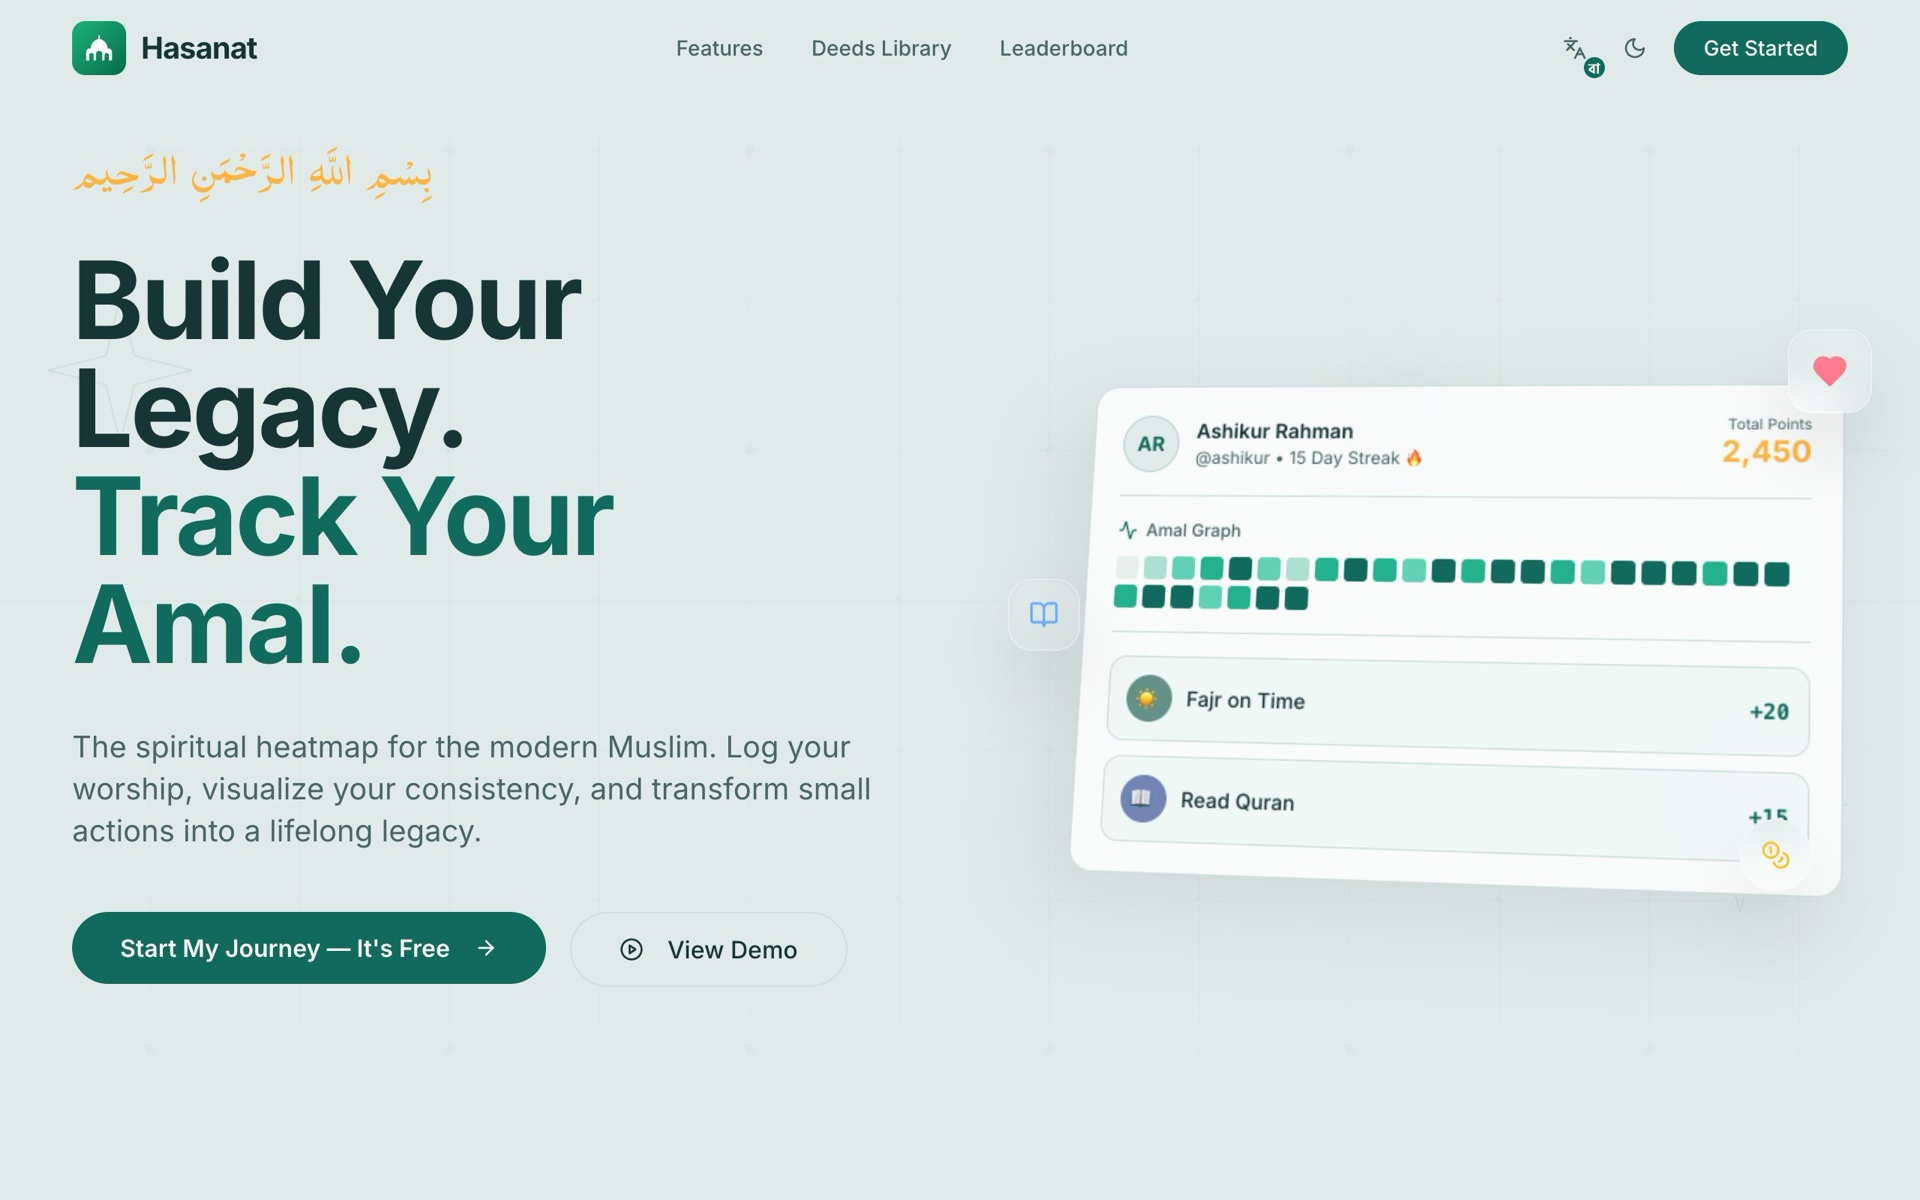 Hasanat
Features
Deeds Library
Leaderboard
বা
Get Started
بِسْمِ اللَّهِ الرَّحْمَنِ الرَّحِيم
Build Your
Legacy.
Track Your
Amal.
The spiritual heatmap for the modern Muslim. Log your
worship, visualize your consistency, and transform small
actions into a lifelong legacy.
Start My Journey — It's Free
View Demo
AR
Ashikur Rahman
@ashikur • 15 Day Streak 🔥
Total Points
2,450
Amal Graph
Fajr on Time
+20
Read Quran
+15